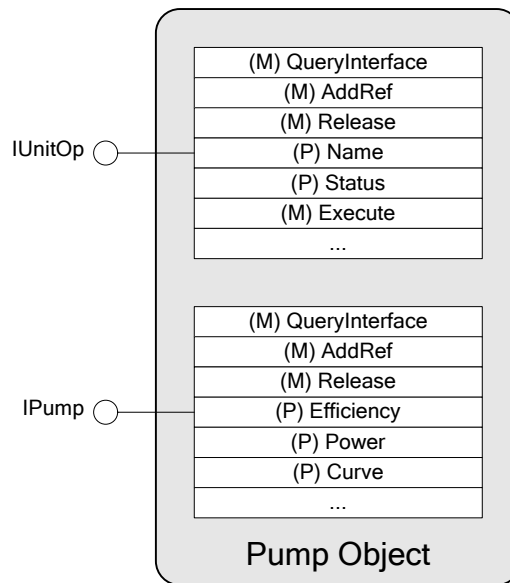 (M) QueryInterface
(M) AddRef
(M) Release
IUnitOp
(P) Name
(P) Status
(M) Execute
...
(M) QueryInterface
(M) AddRef
(M) Release
IPump
(P) Efficiency
(P) Power
(P) Curve
...
Pump Object